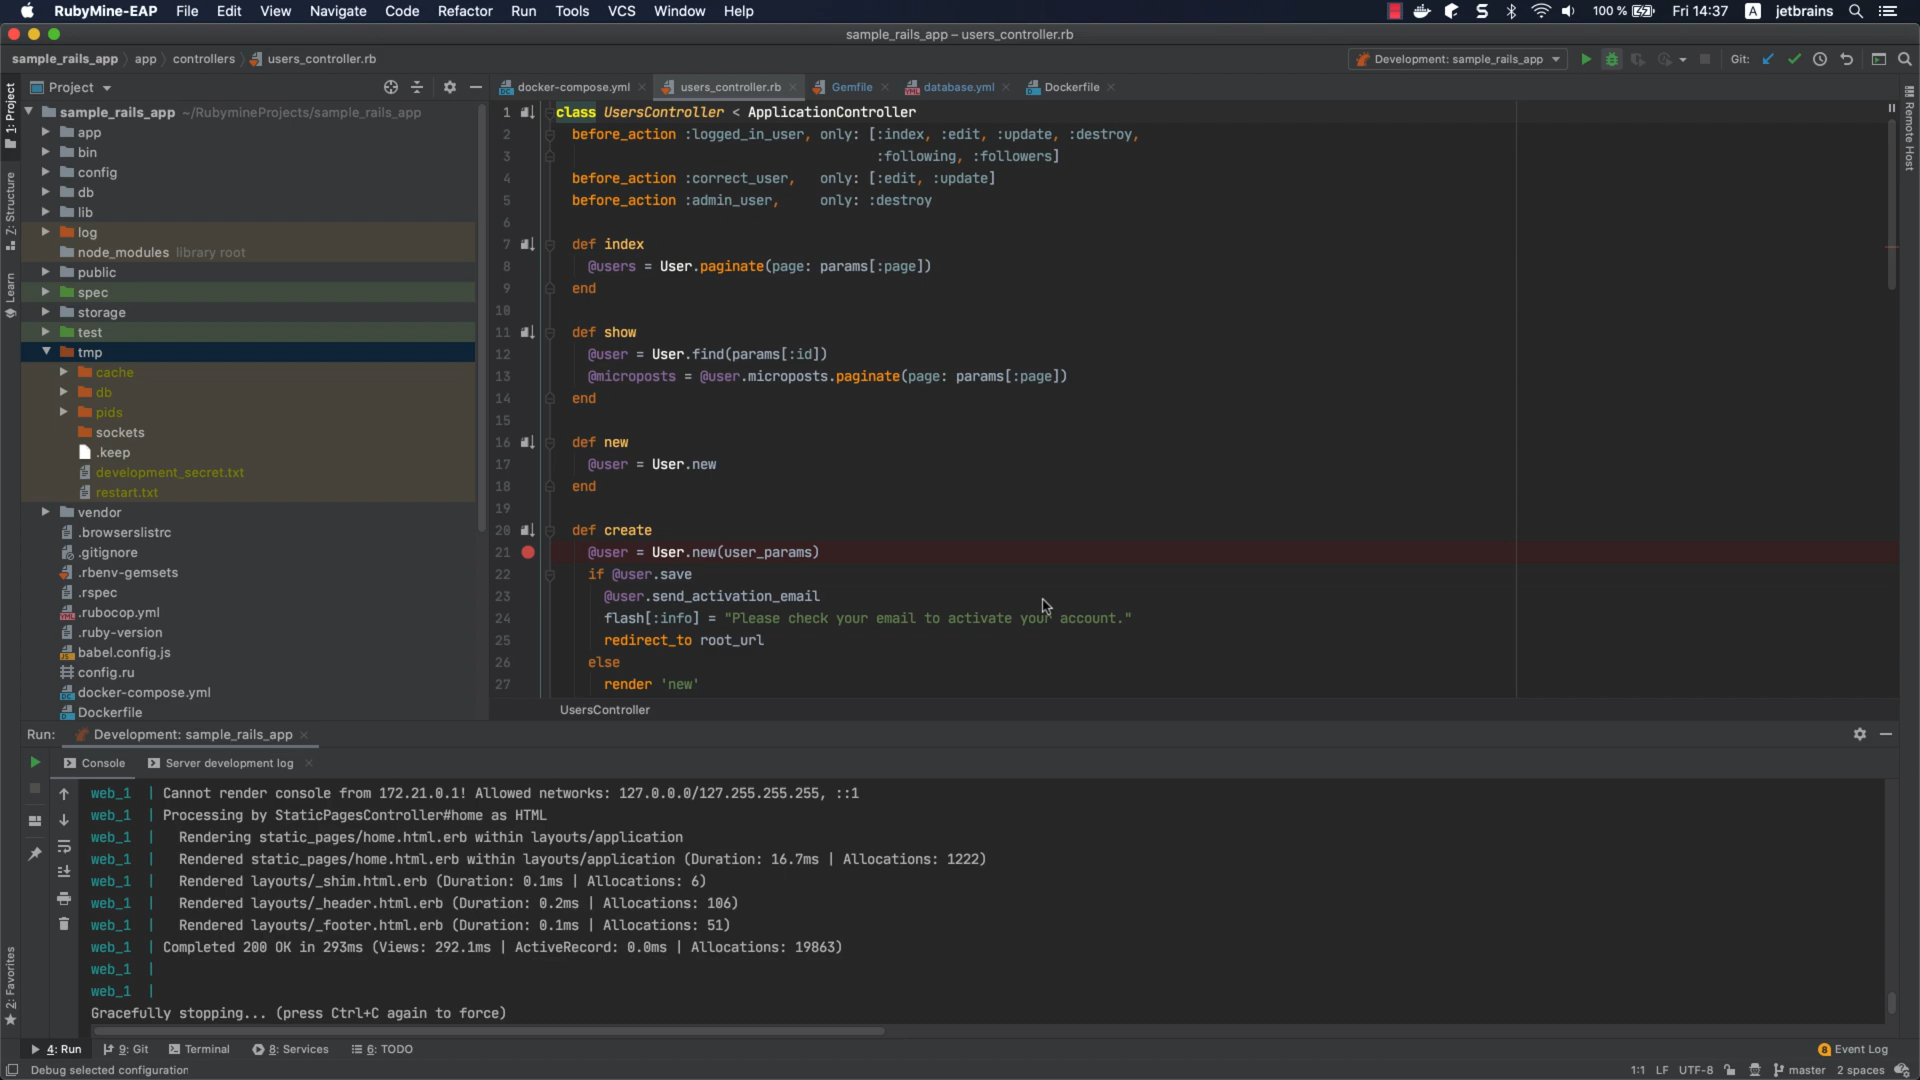 RubyMine-EAP File Edit View Navigate Code Refactor Run Tools VCS Window Help 100 % Fri 14:37 A jetbrains
sample_rails_app – users_controller.rb
sample_rails_app app controllers users_controller.rb Development: sample_rails_app Git:
1: Project
Z: Structure
Learn
2: Favorites
Remote Host
Project
sample_rails_app ~/RubymineProjects/sample_rails_app
app
bin
config
db
lib
log
node_modules library root
public
spec
storage
test
tmp
cache
db
pids
sockets
.keep
development_secret.txt
restart.txt
vendor
.browserslistrc
.gitignore
.rbenv-gemsets
.rspec
.rubocop.yml
.ruby-version
babel.config.js
config.ru
docker-compose.yml
Dockerfile
docker-compose.yml users_controller.rb Gemfile database.yml Dockerfile
1 class UsersController < ApplicationController
2 before_action :logged_in_user, only: [:index, :edit, :update, :destroy,
3 :following, :followers]
4 before_action :correct_user, only: [:edit, :update]
5 before_action :admin_user, only: :destroy
6
7 def index
8 @users = User.paginate(page: params[:page])
9 end
10
11 def show
12 @user = User.find(params[:id])
13 @microposts = @user.microposts.paginate(page: params[:page])
14 end
15
16 def new
17 @user = User.new
18 end
19
20 def create
21 @user = User.new(user_params)
22 if @user.save
23 @user.send_activation_email
24 flash[:info] = "Please check your email to activate your account."
25 redirect_to root_url
26 else
27 render 'new'
UsersController
Run: Development: sample_rails_app
Console Server development log
web_1 | Cannot render console from 172.21.0.1! Allowed networks: 127.0.0.0/127.255.255.255, ::1
web_1 | Processing by StaticPagesController#home as HTML
web_1 | Rendering static_pages/home.html.erb within layouts/application
web_1 | Rendered static_pages/home.html.erb within layouts/application (Duration: 16.7ms | Allocations: 1222)
web_1 | Rendered layouts/_shim.html.erb (Duration: 0.1ms | Allocations: 6)
web_1 | Rendered layouts/_header.html.erb (Duration: 0.2ms | Allocations: 106)
web_1 | Rendered layouts/_footer.html.erb (Duration: 0.1ms | Allocations: 51)
web_1 | Completed 200 OK in 293ms (Views: 292.1ms | ActiveRecord: 0.0ms | Allocations: 19863)
web_1 |
web_1 |
Gracefully stopping... (press Ctrl+C again to force)
4: Run 9: Git Terminal 8: Services 6: TODO 8 Event Log
Debug selected configuration 1:1 LF UTF-8 master 2 spaces